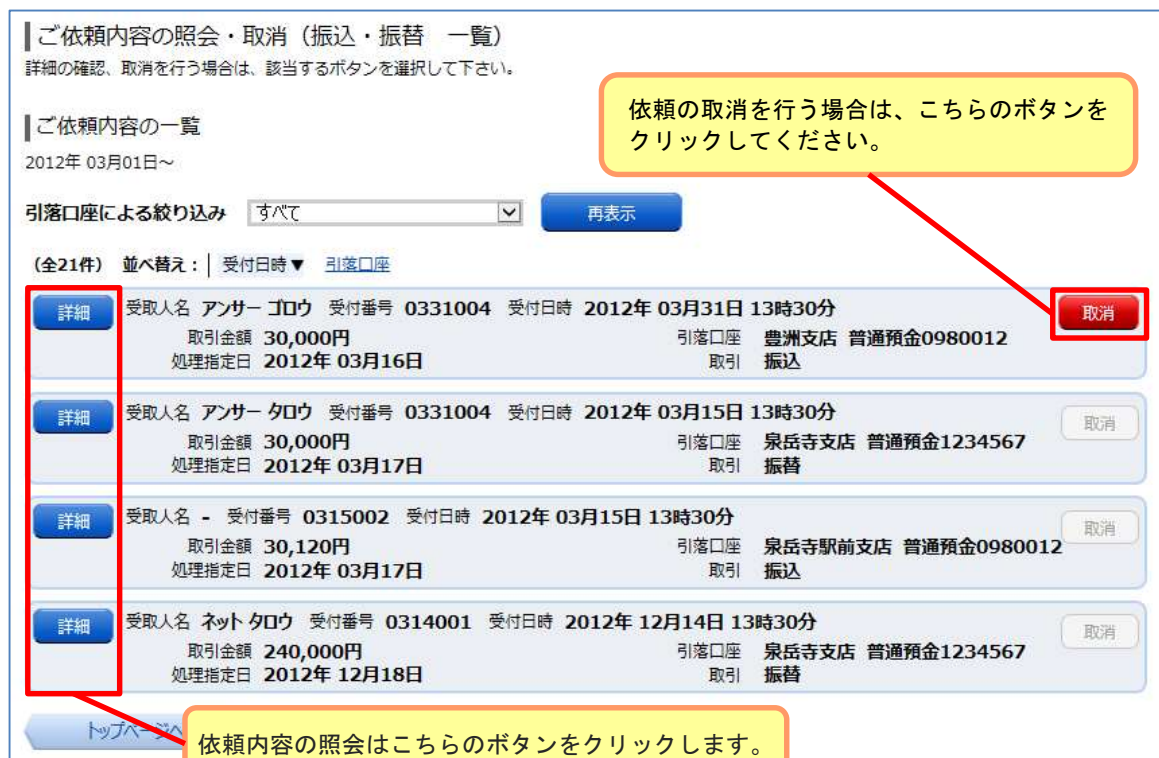 ご依頼内容の照会・取消（振込・振替　一覧）
詳細の確認、取消を行う場合は、該当するボタンを選択して下さい。
依頼の取消を行う場合は、こちらのボタンを
クリックしてください。
ご依頼内容の一覧
2012年 03月01日～
引落口座による絞り込み すべて 再表示
（全21件） 並べ替え： 受付日時▼ 引落口座
詳細 受取人名 アンサー ゴロウ 受付番号 0331004 受付日時 2012年 03月31日 13時30分 取消
取引金額 30,000円 引落口座 豊洲支店 普通預金0980012
処理指定日 2012年 03月16日 取引 振込
詳細 受取人名 アンサー タロウ 受付番号 0331004 受付日時 2012年 03月15日 13時30分 取消
取引金額 30,000円 引落口座 泉岳寺支店 普通預金1234567
処理指定日 2012年 03月17日 取引 振替
詳細 受取人名 - 受付番号 0315002 受付日時 2012年 03月15日 13時30分 取消
取引金額 30,120円 引落口座 泉岳寺駅前支店 普通預金0980012
処理指定日 2012年 03月17日 取引 振込
詳細 受取人名 ネット タロウ 受付番号 0314001 受付日時 2012年 12月14日 13時30分 取消
取引金額 240,000円 引落口座 泉岳寺支店 普通預金1234567
処理指定日 2012年 12月18日 取引 振替
トップページへ
依頼内容の照会はこちらのボタンをクリックします。